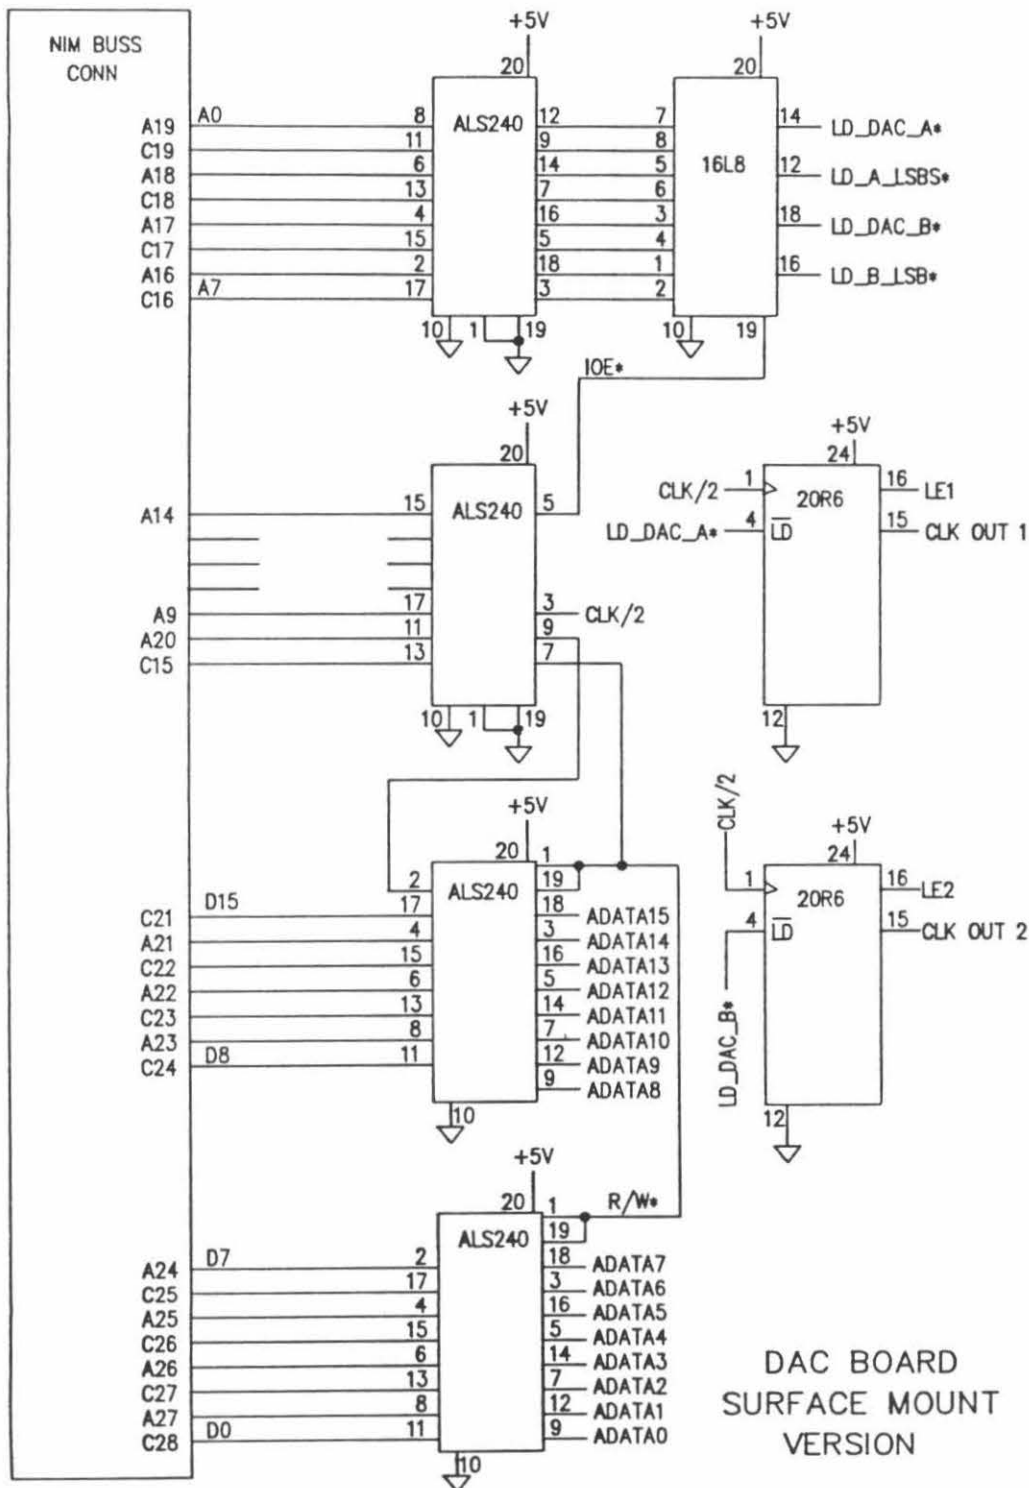 NIM BUSS
CONN
+5V
+5V
20
20
A19 A0 8 ALS240 12 7 14 LD_DAC_A*
C19 11 9 8
A18 6 14 5 16L8 12 LD_A_LSBS*
C18 13 7 6
A17 4 16 3 18 LD_DAC_B*
C17 15 5 4
A16 2 18 1 16 LD_B_LSB*
C16 A7 17 3 2
10 1 19 10 19
IOE*
+5V
20
A14 15 ALS240 5
A9 17 3 CLK/2
A20 11 9
C15 13 7
10 1 19
+5V
24
CLK/2 1 20R6 16 LE1
LD_DAC_A* 4 LD 15 CLK OUT 1
12
+5V
20 1
2 ALS240 19
C21 D15 17 18 ADATA15
A21 4 3 ADATA14
C22 15 16 ADATA13
A22 6 5 ADATA12
C23 13 14 ADATA11
A23 8 7 ADATA10
C24 D8 11 12 ADATA9
9 ADATA8
10
CLK/2
+5V
24
1 20R6 16 LE2
4 LD 15 CLK OUT 2
LD_DAC_B*
12
+5V
20 1 R/W*
ALS240 19
A24 D7 2 18 ADATA7
C25 17 3 ADATA6
A25 4 16 ADATA5
C26 15 5 ADATA4
A26 6 14 ADATA3
C27 13 7 ADATA2
A27 8 12 ADATA1
C28 D0 11 9 ADATA0
10
DAC BOARD
SURFACE MOUNT
VERSION